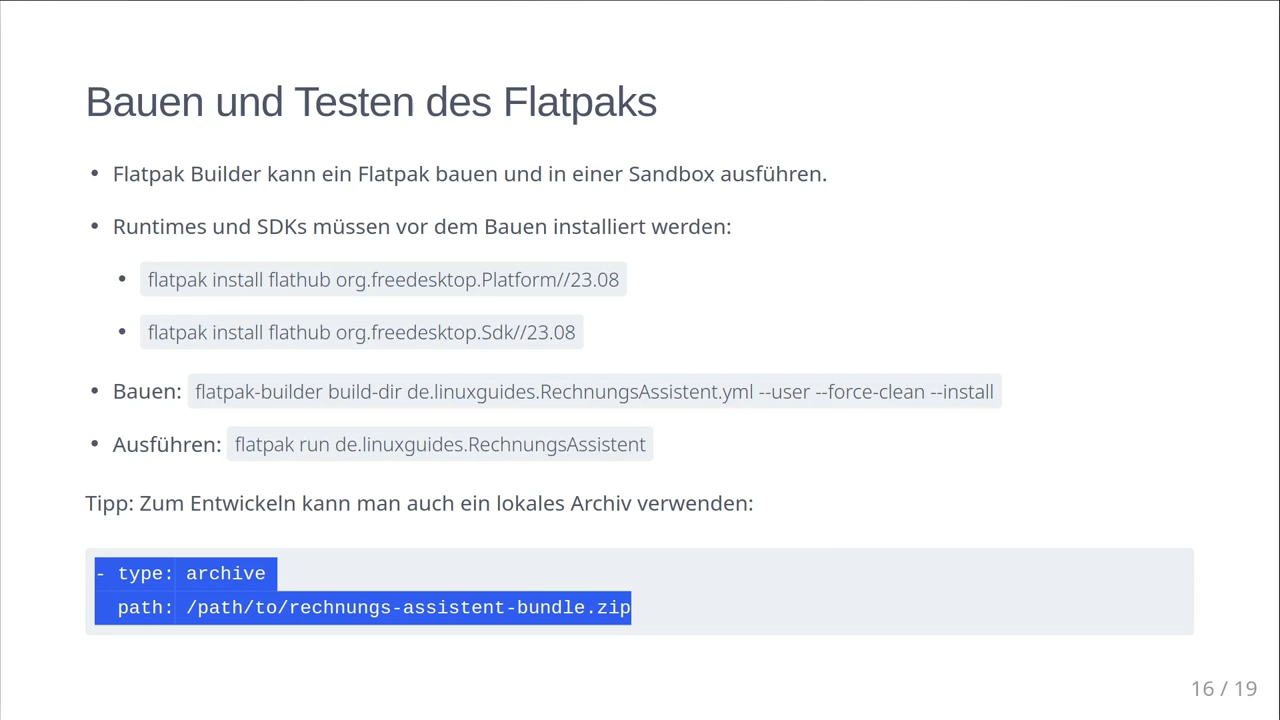 Bauen und Testen des Flatpaks
• Flatpak Builder kann ein Flatpak bauen und in einer Sandbox ausführen.
• Runtimes und SDKs müssen vor dem Bauen installiert werden:
• flatpak install flathub org.freedesktop.Platform//23.08
• flatpak install flathub org.freedesktop.Sdk//23.08
• Bauen: flatpak-builder build-dir de.linuxguides.RechnungsAssistent.yml --user --force-clean --install
• Ausführen: flatpak run de.linuxguides.RechnungsAssistent
Tipp: Zum Entwickeln kann man auch ein lokales Archiv verwenden:
- type: archive
  path: /path/to/rechnungs-assistent-bundle.zip
16 / 19